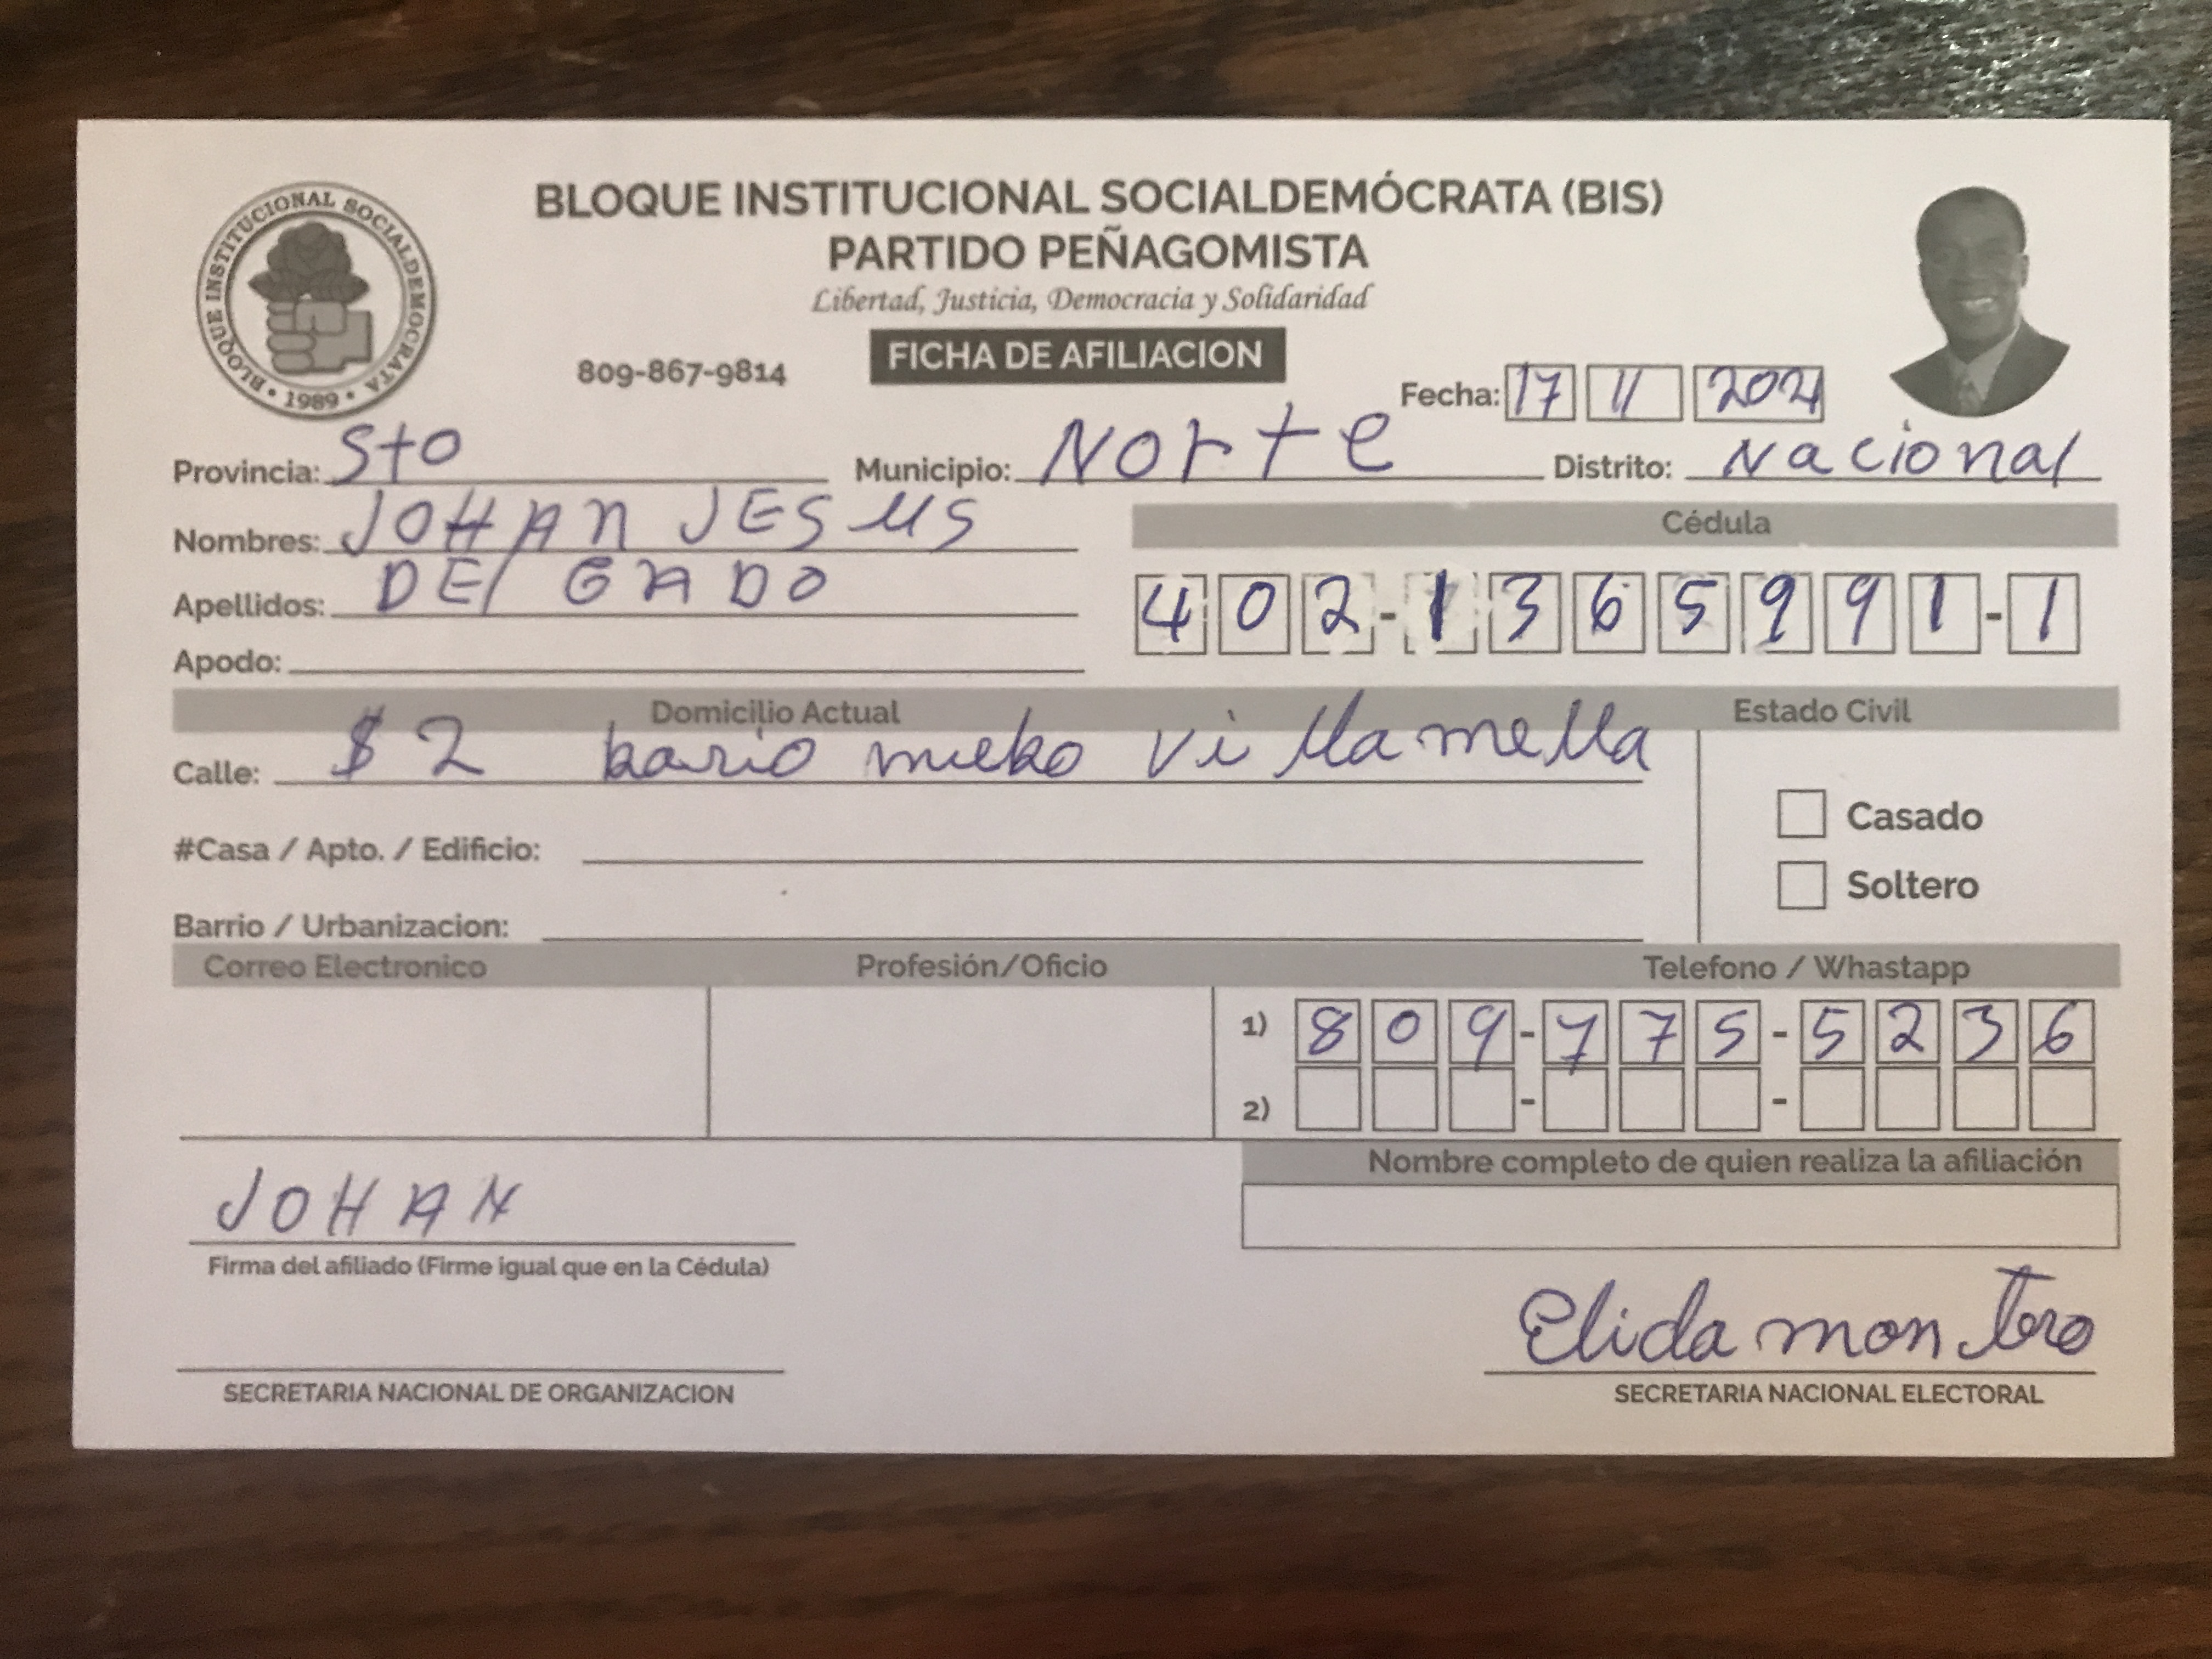 BLOQUE INSTITUCIONAL SOCIALDEMÓCRATA (BIS)
PARTIDO PEÑAGOMISTA
Libertad, Justicia, Democracia y Solidaridad
BLOQUE INSTITUCIONAL SOCIALDEMOCRATA • 1989 •
809-867-9814 FICHA DE AFILIACION
Fecha: 17 11 2021
Provincia: Sto Municipio: Norte Distrito: Nacional
Nombres: JOHAN JESUS
Cédula
Apellidos: DELGADO
402-1365991-1
Apodo:
Domicilio Actual Estado Civil
Calle: $2 bario nuebo villa mella
Casado
#Casa / Apto. / Edificio:
Soltero
Barrio / Urbanizacion:
Correo Electronico Profesión/Oficio Telefono / Whastapp
1) 809-775-5236
2) - -
Nombre completo de quien realiza la afiliación
JOHAN
Firma del afiliado (Firme igual que en la Cédula)
Elida montero
SECRETARIA NACIONAL DE ORGANIZACION SECRETARIA NACIONAL ELECTORAL